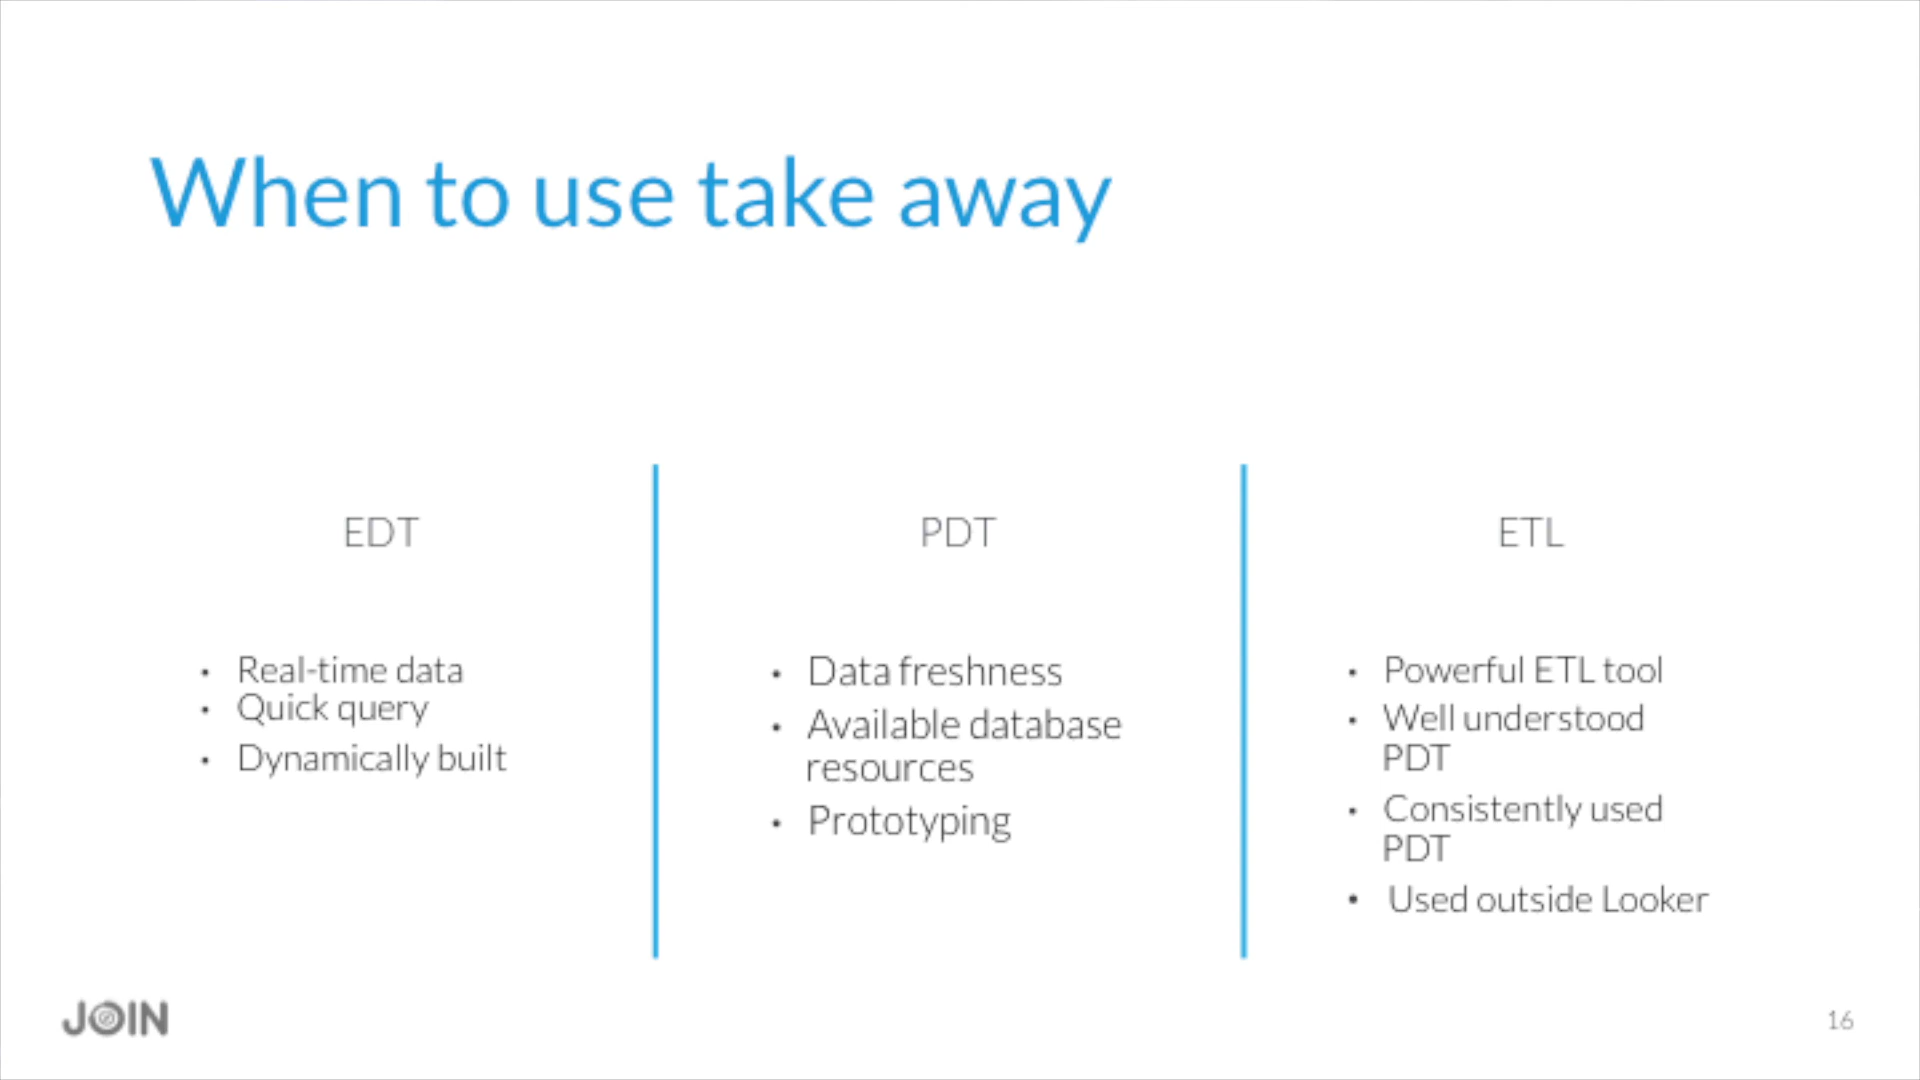 When to use take away
EDT
• Real-time data
• Quick query
• Dynamically built
PDT
• Data freshness
• Available database
resources
• Prototyping
ETL
• Powerful ETL tool
• Well understood
PDT
• Consistently used
PDT
• Used outside Looker
JOIN
16